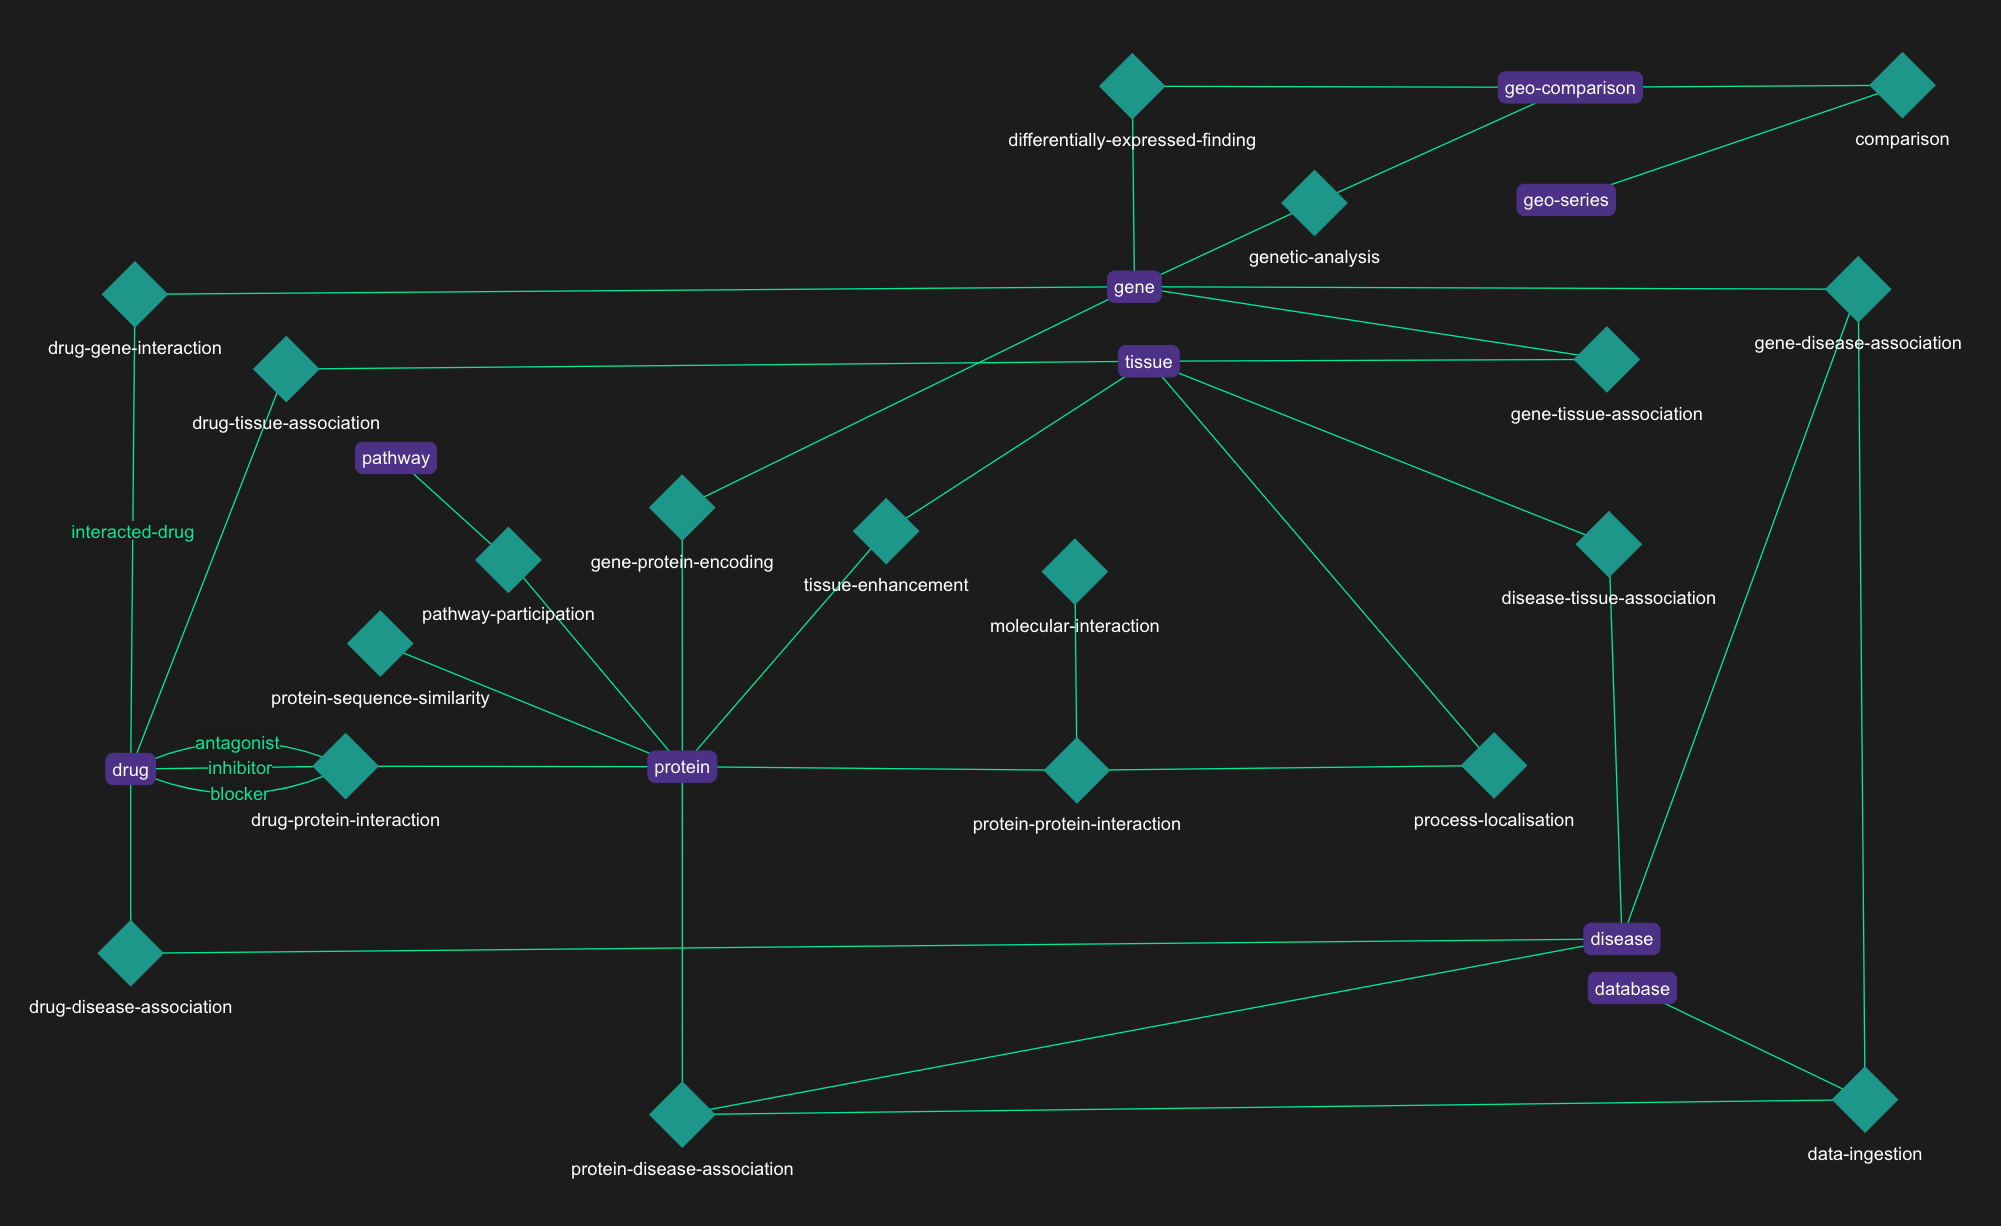 geo-comparison
differentially-expressed-finding
comparison
geo-series
genetic-analysis
gene
drug-gene-interaction
gene-disease-association
tissue
drug-tissue-association
gene-tissue-association
pathway
interacted-drug
gene-protein-encoding
tissue-enhancement
disease-tissue-association
pathway-participation
molecular-interaction
protein-sequence-similarity
antagonist
drug
inhibitor
protein
blocker
drug-protein-interaction
protein-protein-interaction
process-localisation
disease
database
drug-disease-association
data-ingestion
protein-disease-association